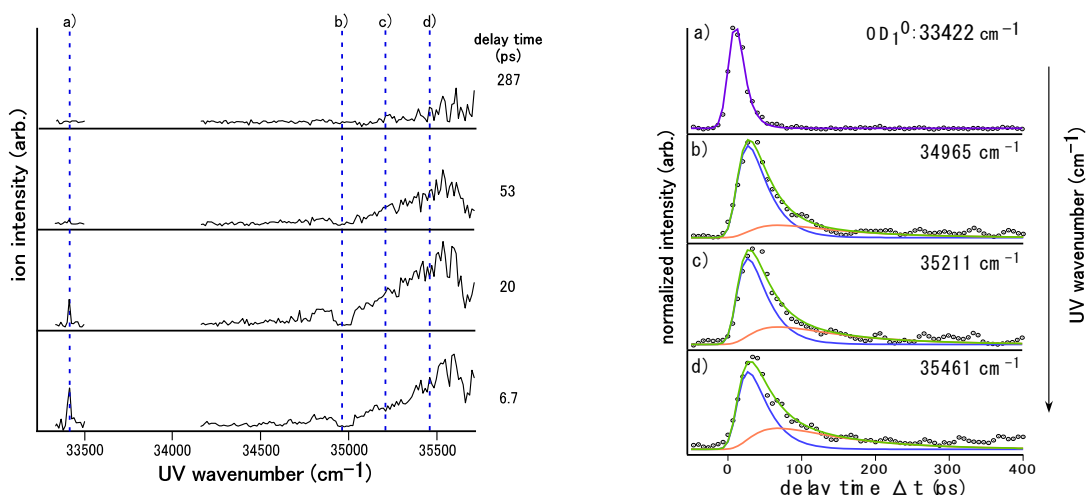 a) b) c) d)
delay time
(ps)
287
53
20
6.7
ion intensity (arb.)
33500 34000 34500 35000 35500
UV wavenumber (cm⁻¹)
a) OD₁⁰: 33422 cm⁻¹
b) 34965 cm⁻¹
c) 35211 cm⁻¹
d) 35461 cm⁻¹
normalized intensity (arb.)
0 100 200 300 400
delay time Δt (ps)
UV wavenumber (cm⁻¹)